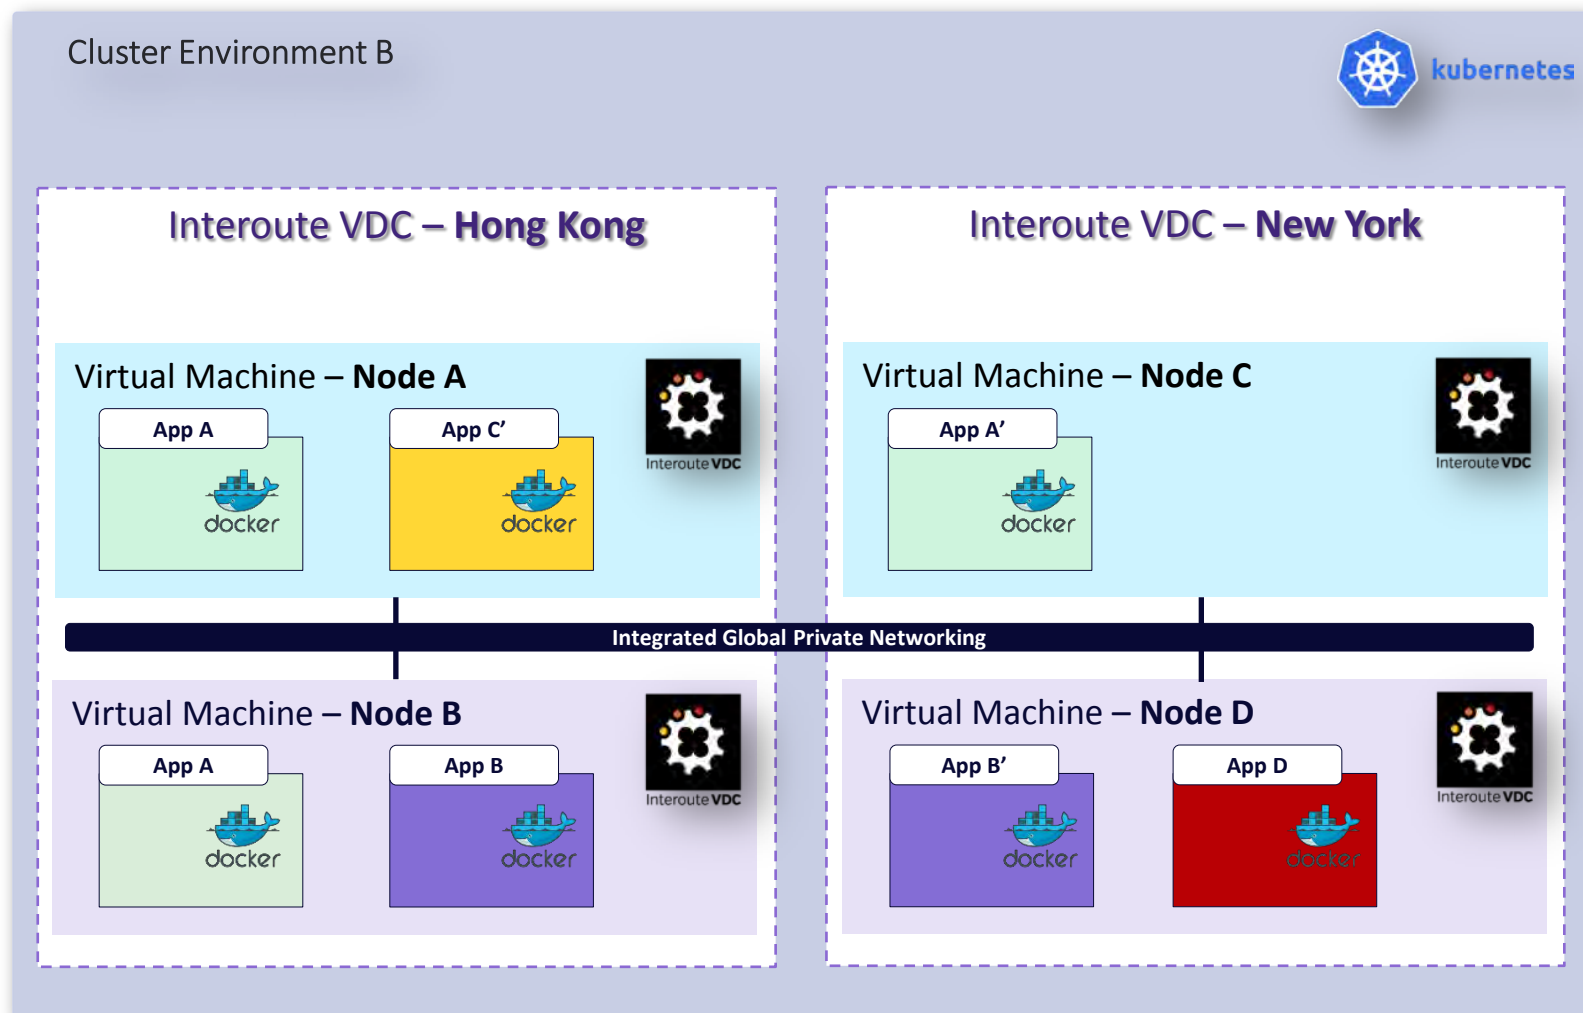 Cluster Environment B
kubernetes
Interoute VDC – Hong Kong
Interoute VDC – New York
Virtual Machine – Node A
Interoute VDC
App A
docker
App C’
docker
Virtual Machine – Node C
Interoute VDC
App A’
docker
Integrated Global Private Networking
Virtual Machine – Node B
Interoute VDC
App A
docker
App B
docker
Virtual Machine – Node D
Interoute VDC
App B’
docker
App D
docker